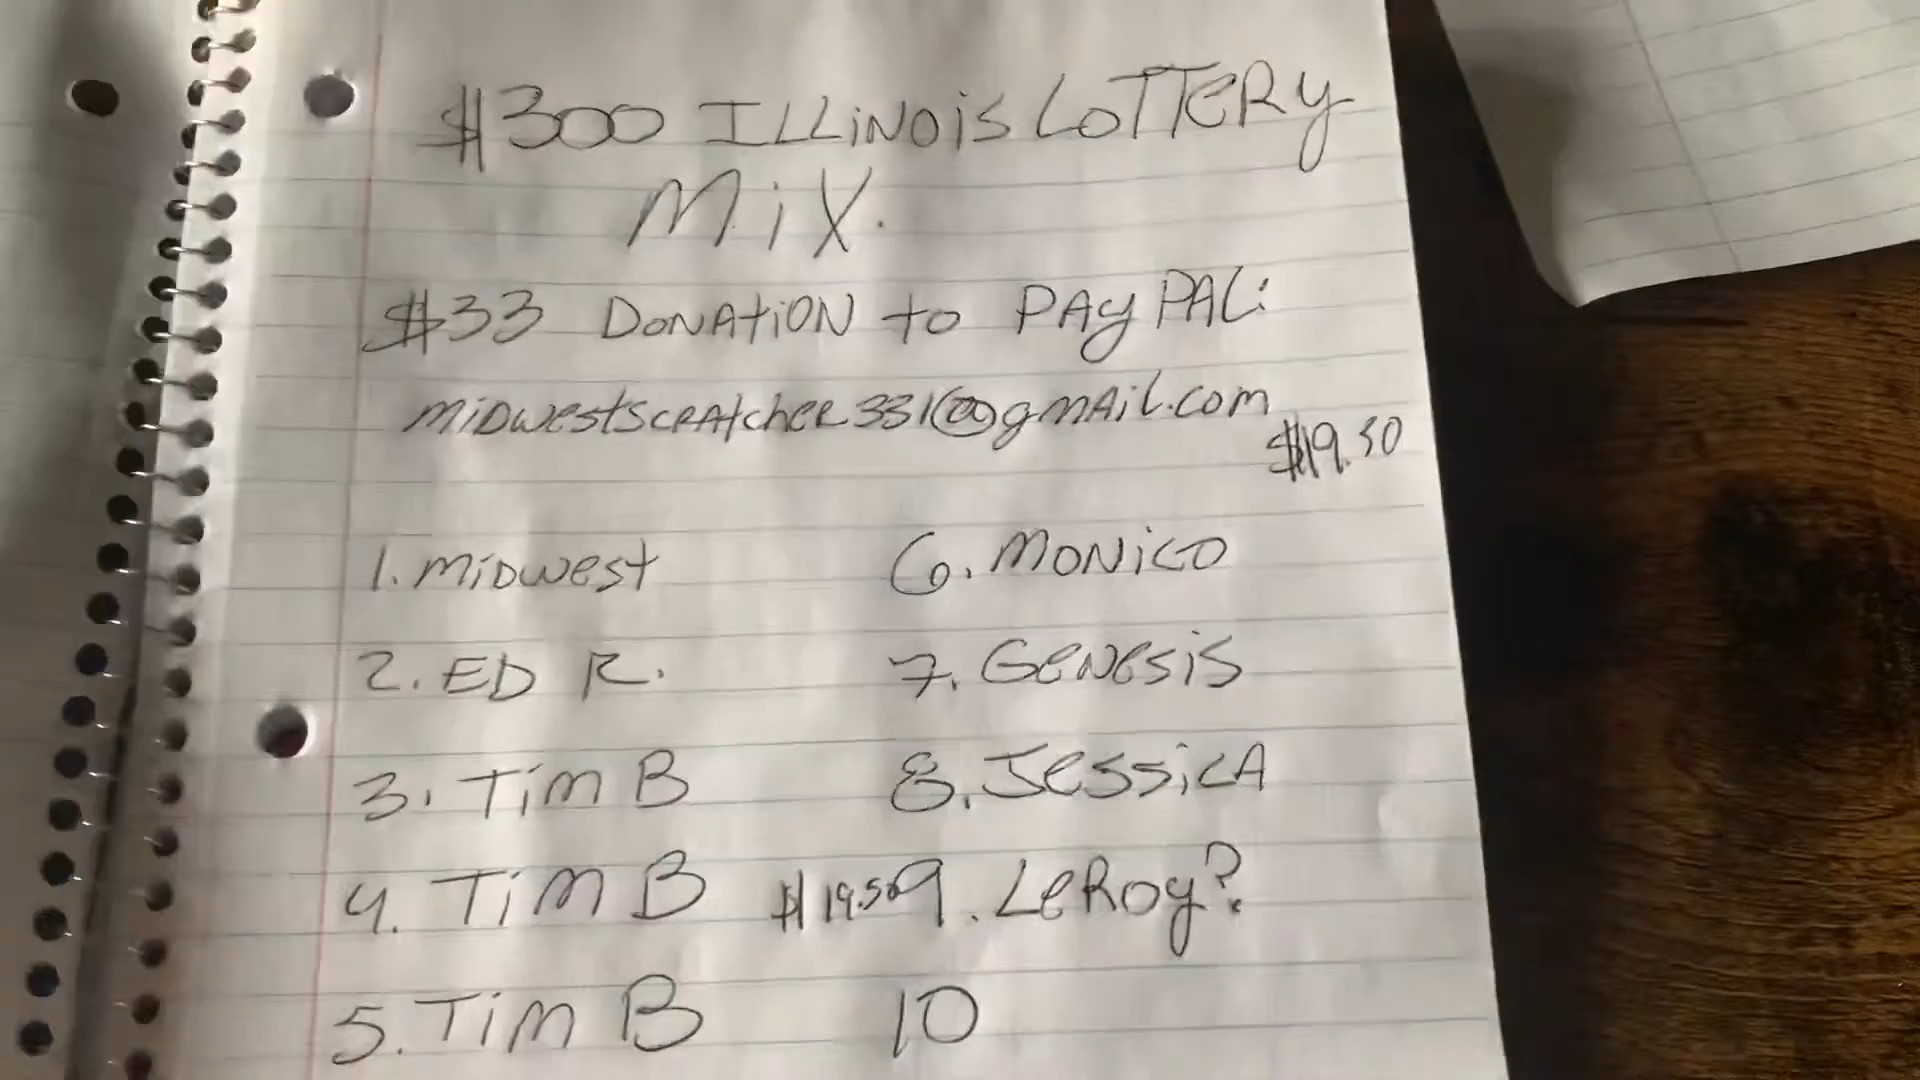 $300 ILLiNOiS LOTTERY
MiX.
$33 DONAtiON to PAYPAL:
MiDwestscRAtcheR331@gmAiL.com
$19.50
1. MiDwest
2. ED R.
3. Tim B
4. Tim B
5. Tim B
6. MONiCO
7. GeNesiS
8. JessicA
$19.50 9. LeRoy?
10